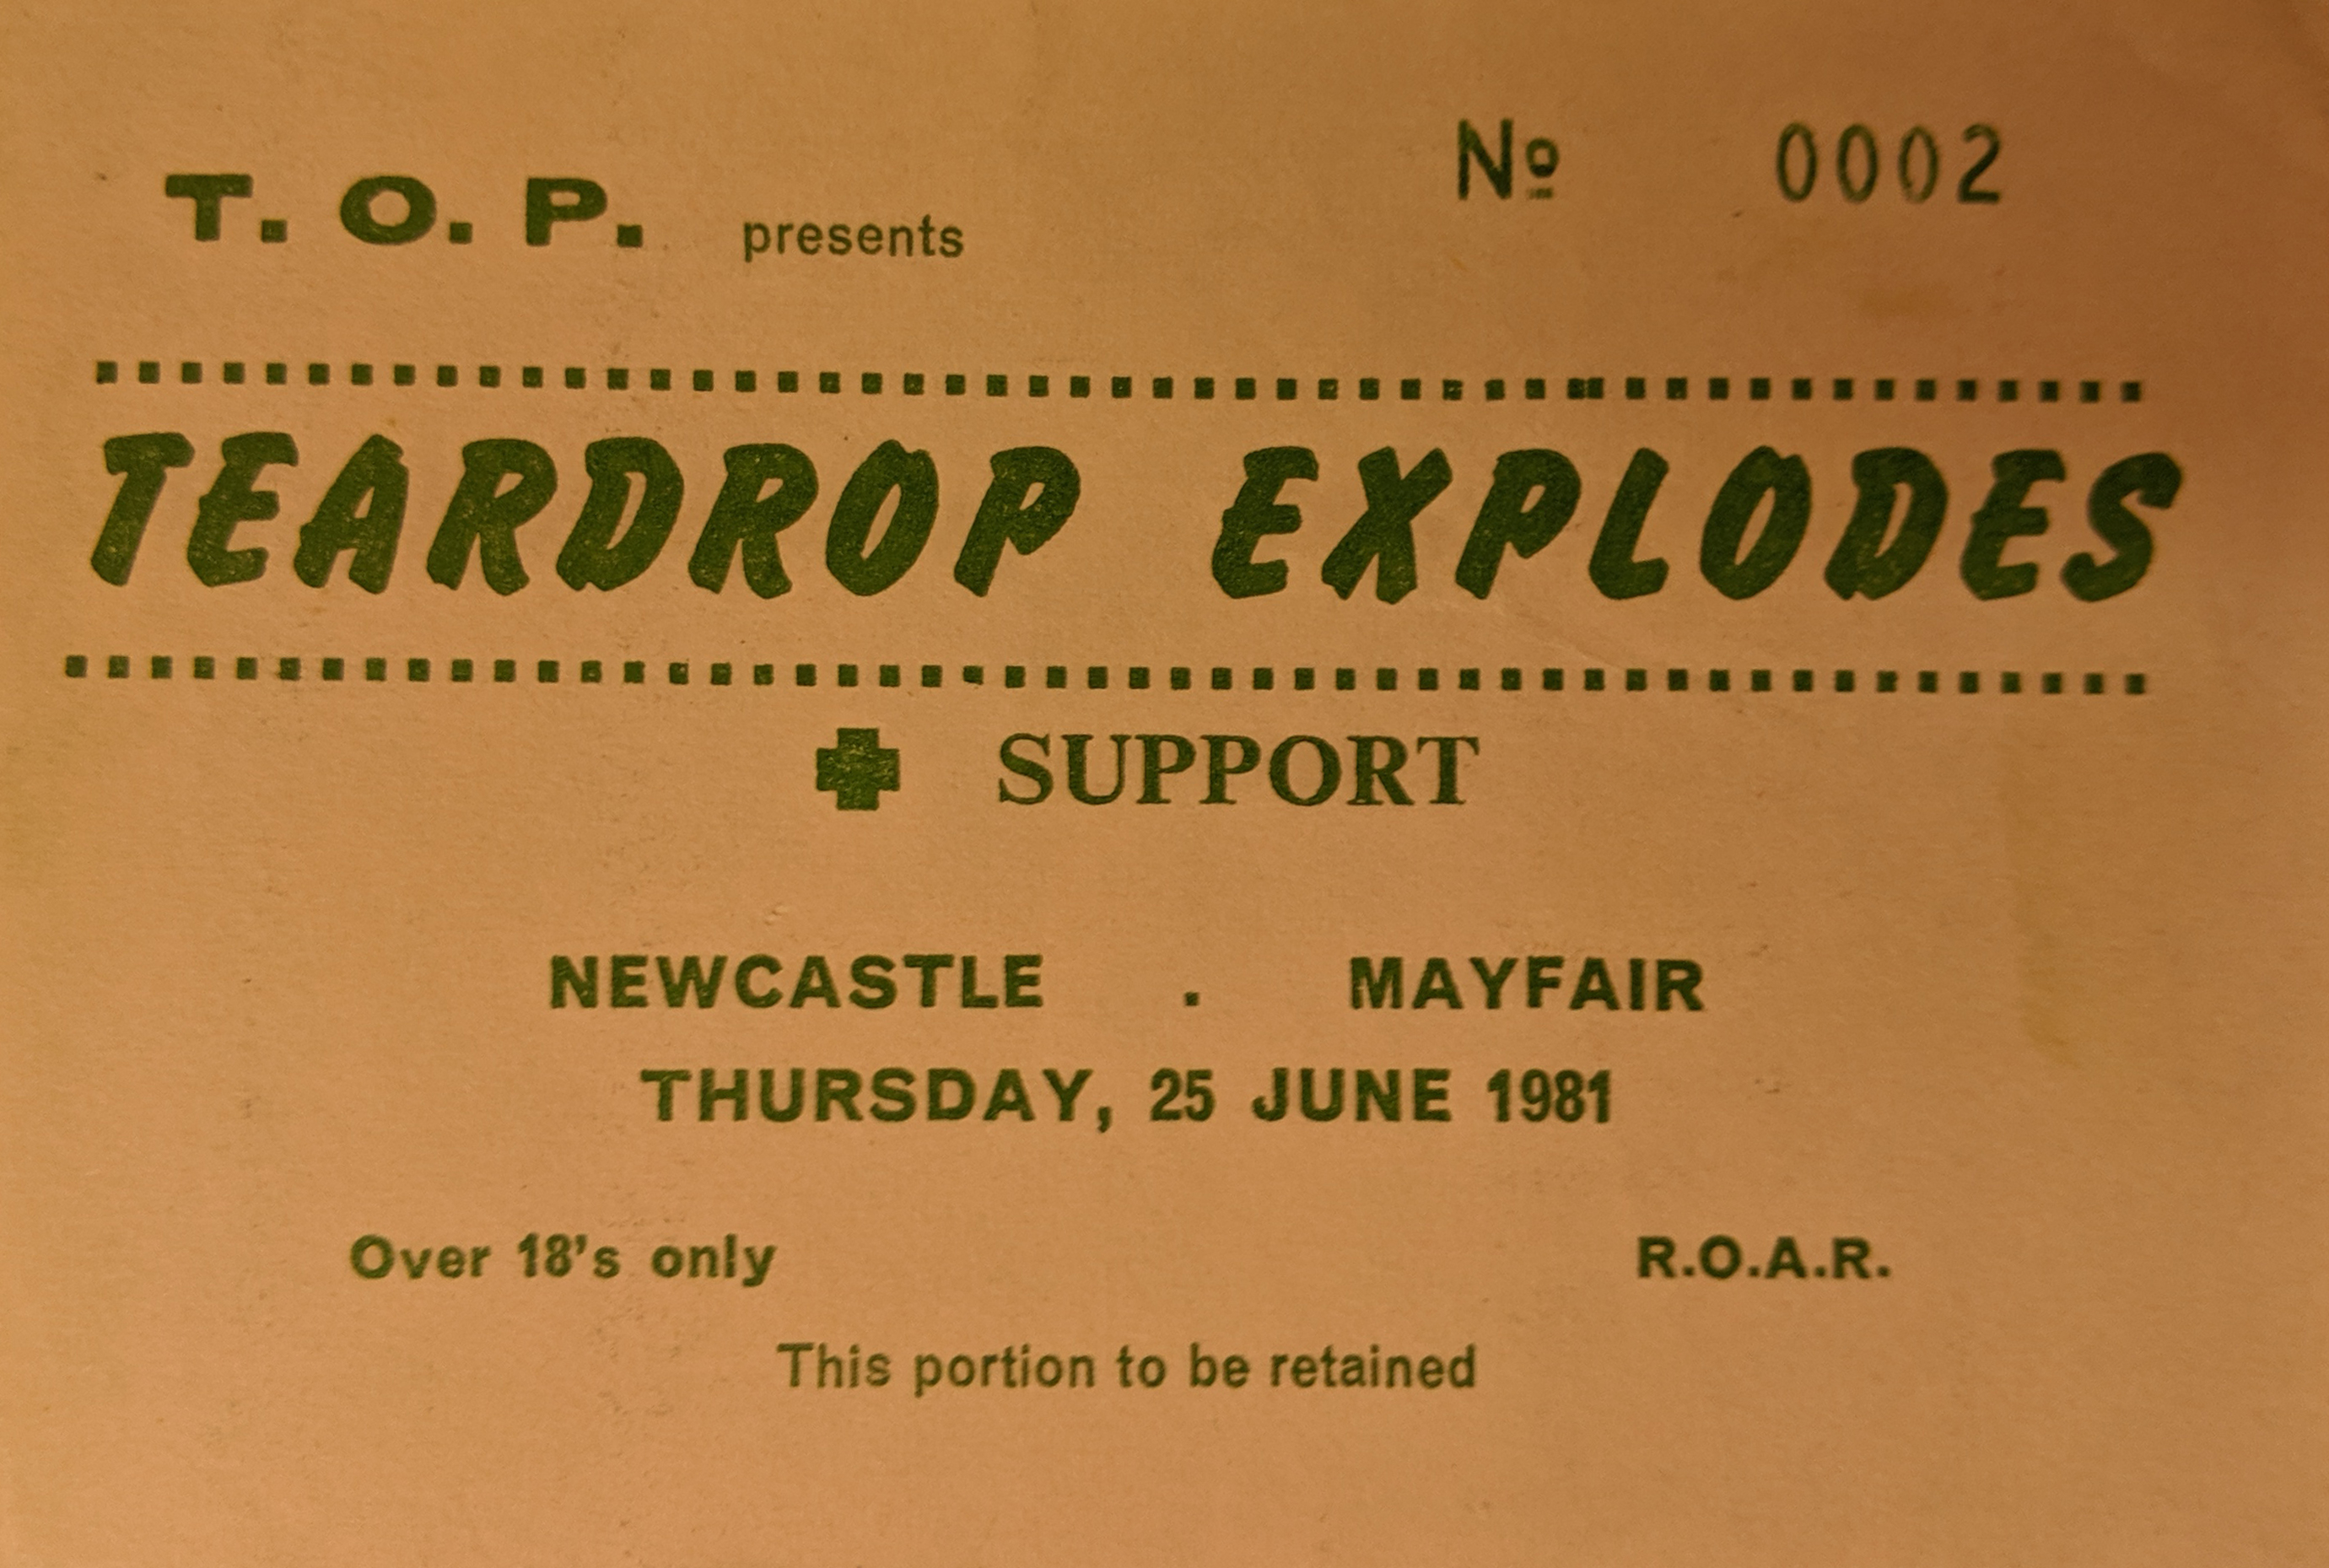 T. O. P. presents Nº 0002
TEARDROP EXPLODES
+ SUPPORT
NEWCASTLE . MAYFAIR
THURSDAY, 25 JUNE 1981
Over 18's only R.O.A.R.
This portion to be retained